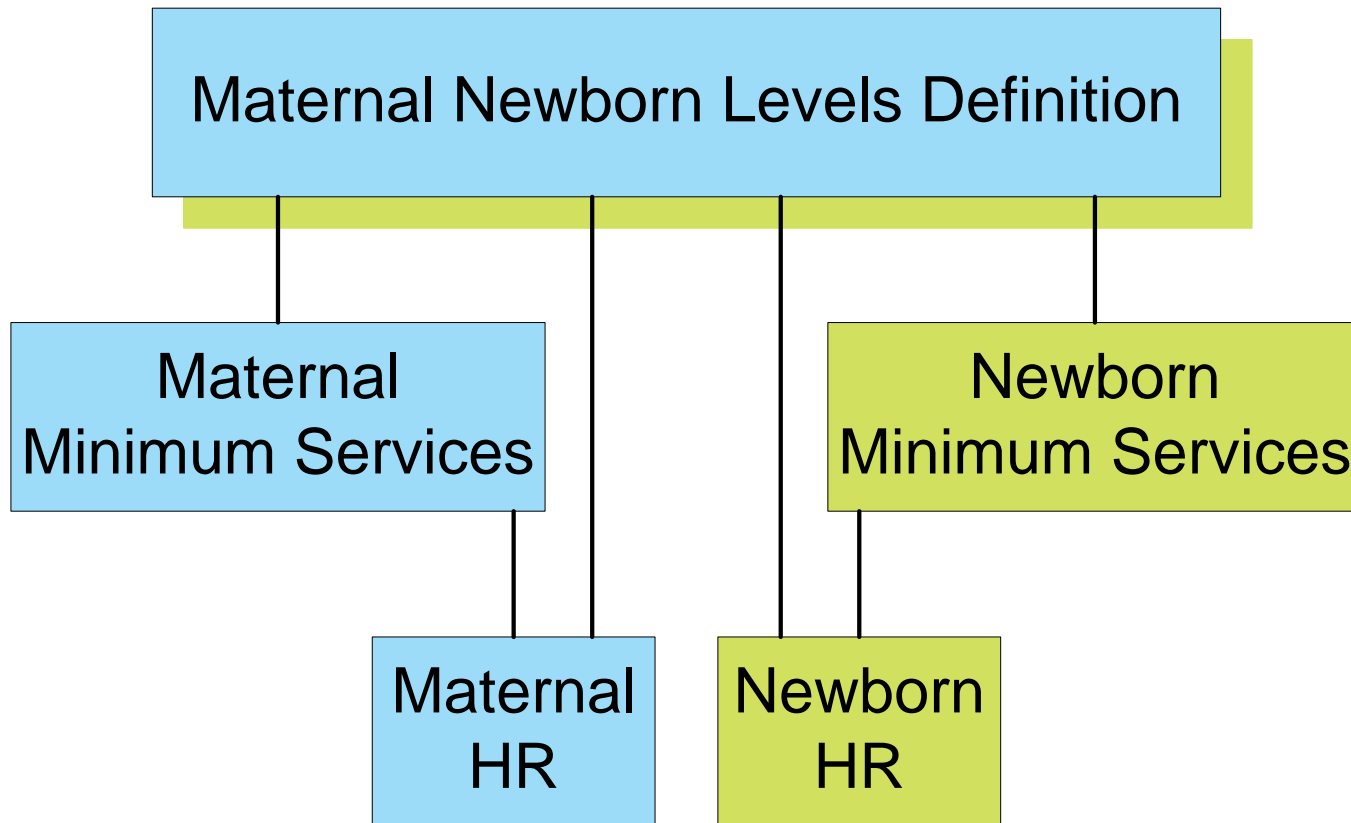 Maternal Newborn Levels Definition
Maternal
Minimum Services
Newborn
Minimum Services
Maternal
HR
Newborn
HR